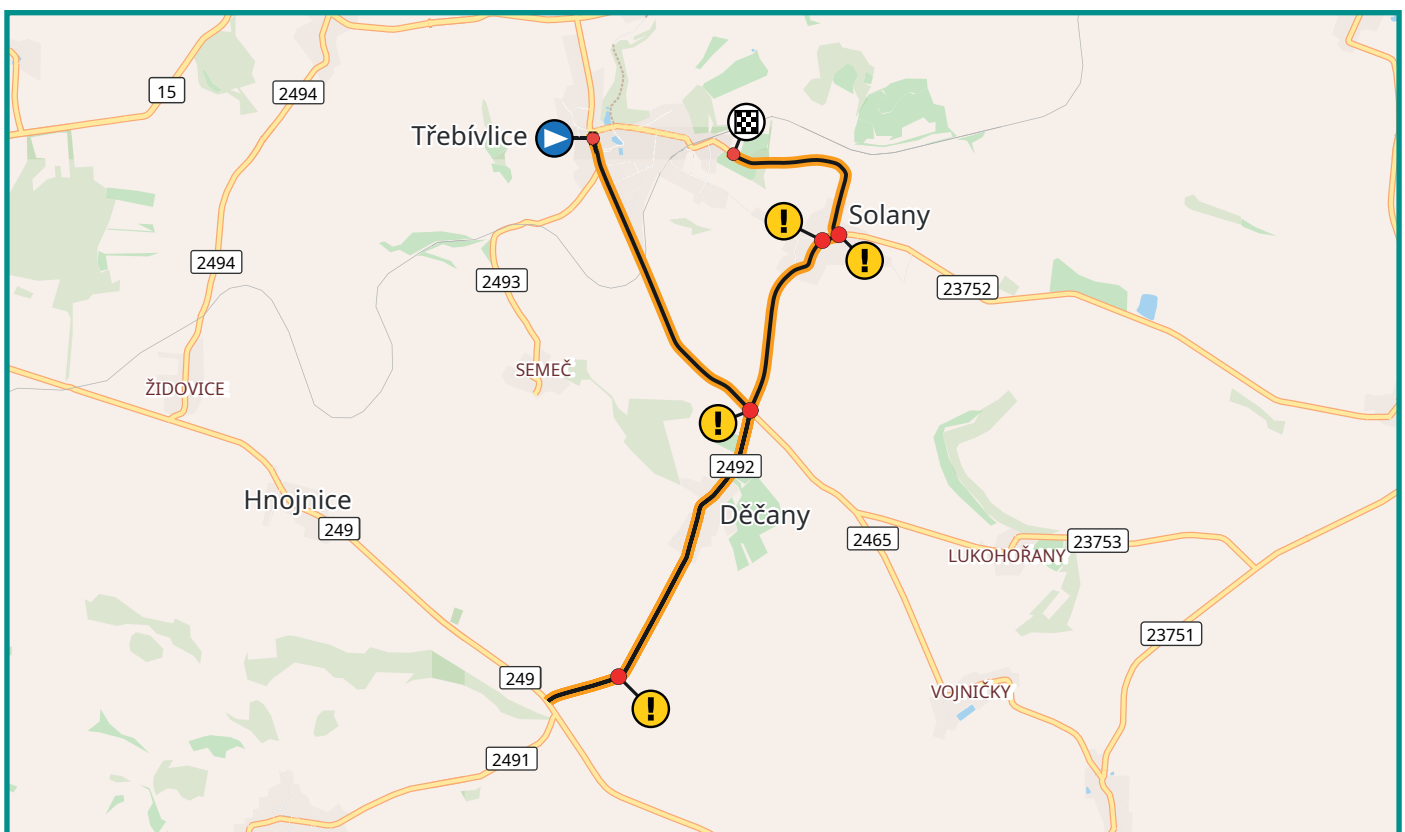 15
2494
Třebívlice
!
Solany
!
2494
2493
23752
SEMEČ
ŽIDOVICE
!
2492
Hnojnice
Děčany
249
2465
23753
LUKOHOŘANY
23751
249
VOJNIČKY
!
2491